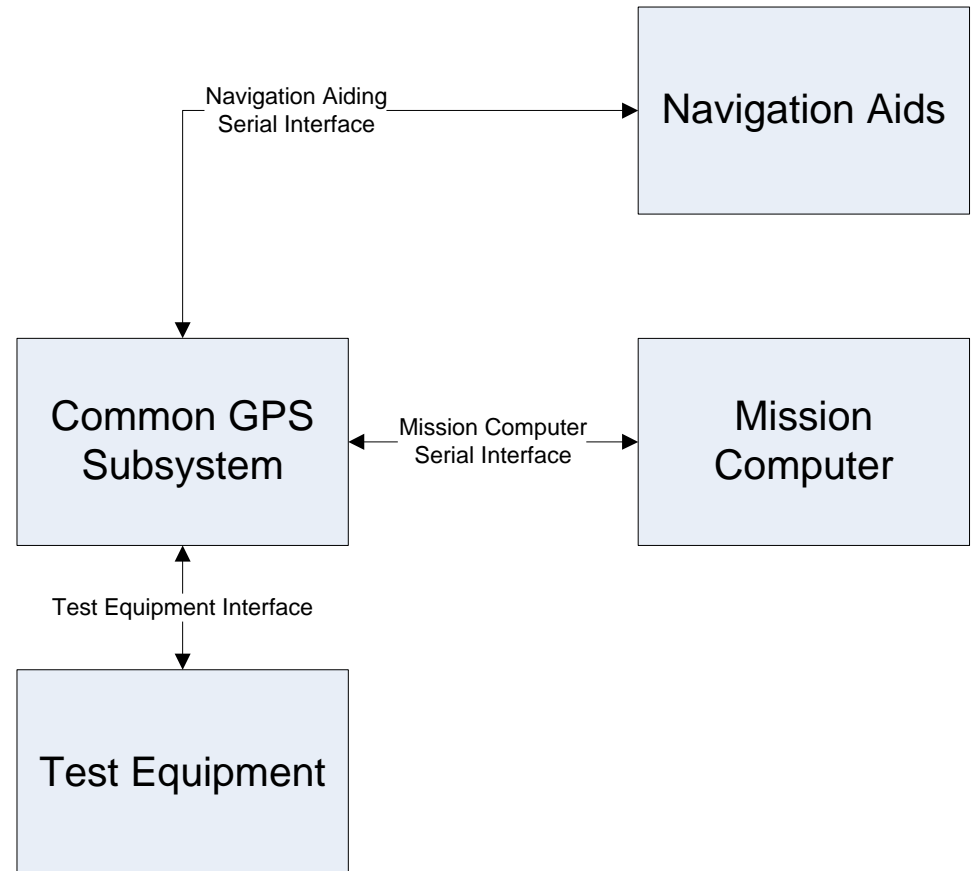 Navigation Aiding
Serial Interface
Navigation Aids
Common GPS
Subsystem
Mission Computer
Serial Interface
Mission
Computer
Test Equipment Interface
Test Equipment